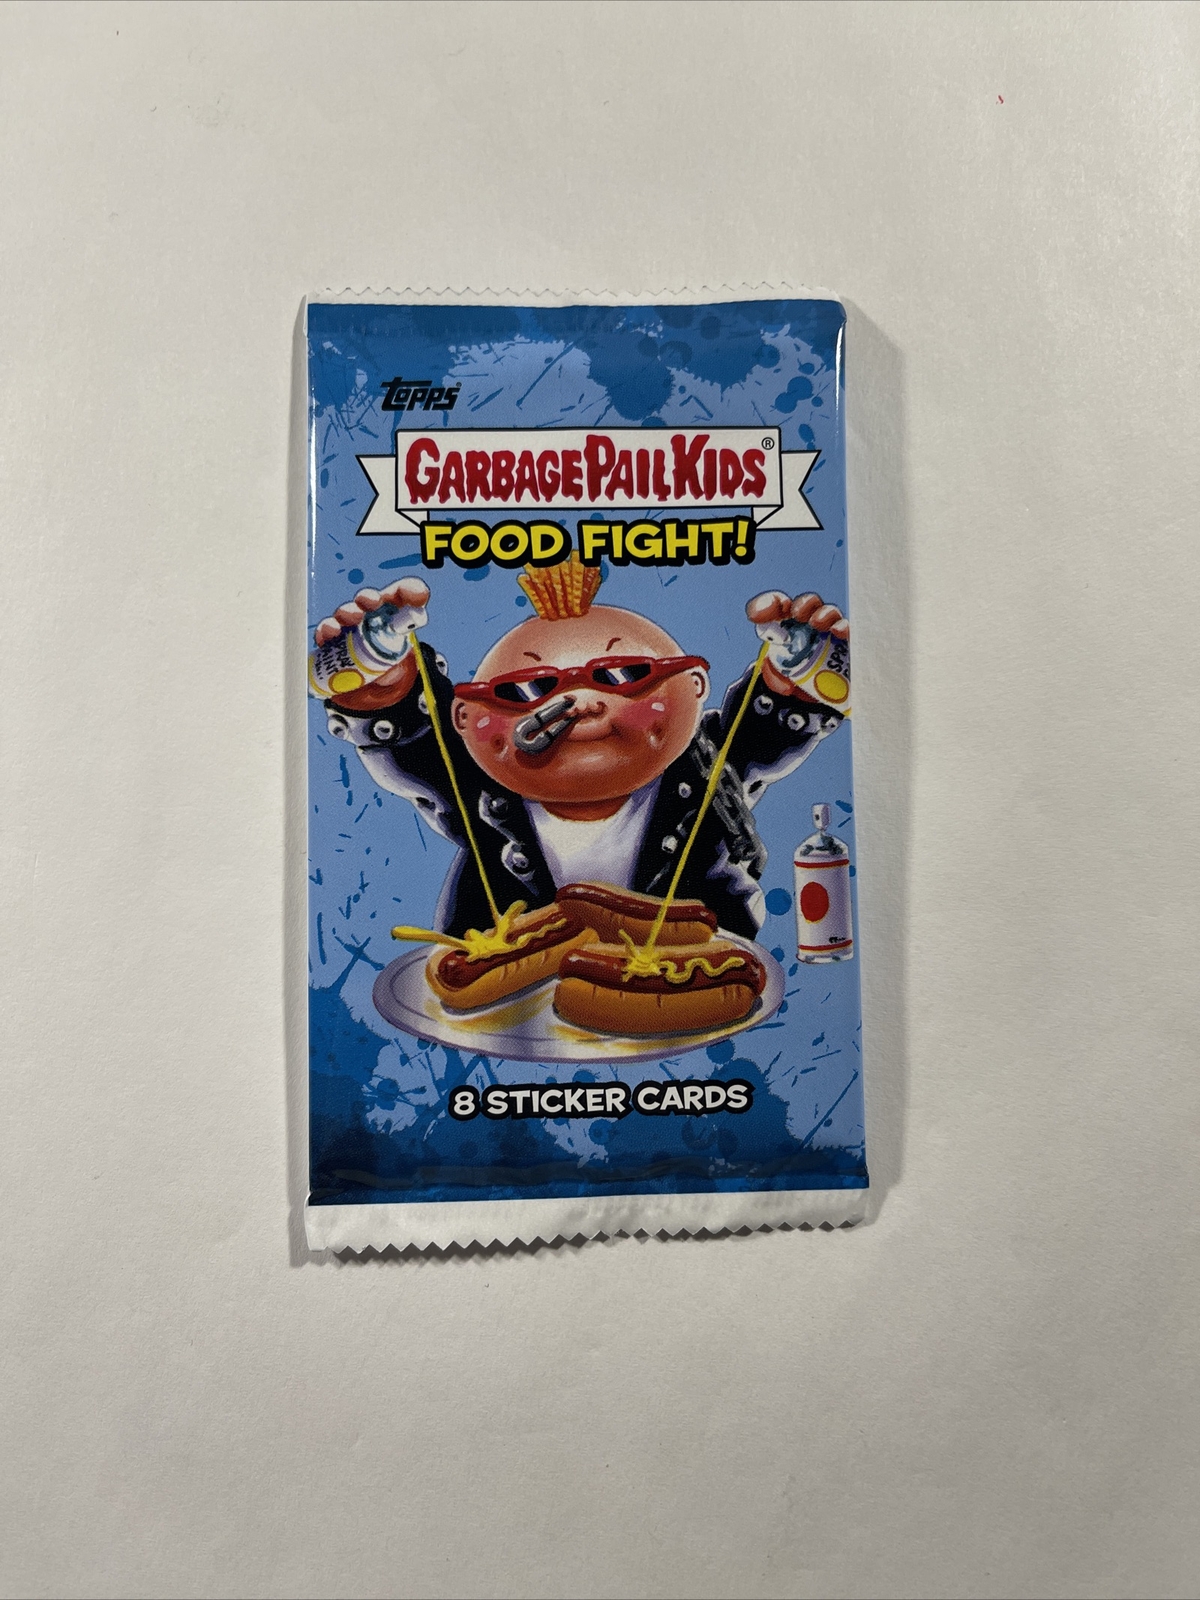 Topps
GARBAGE PAIL KIDS®
FOOD FIGHT!
8 STICKER CARDS